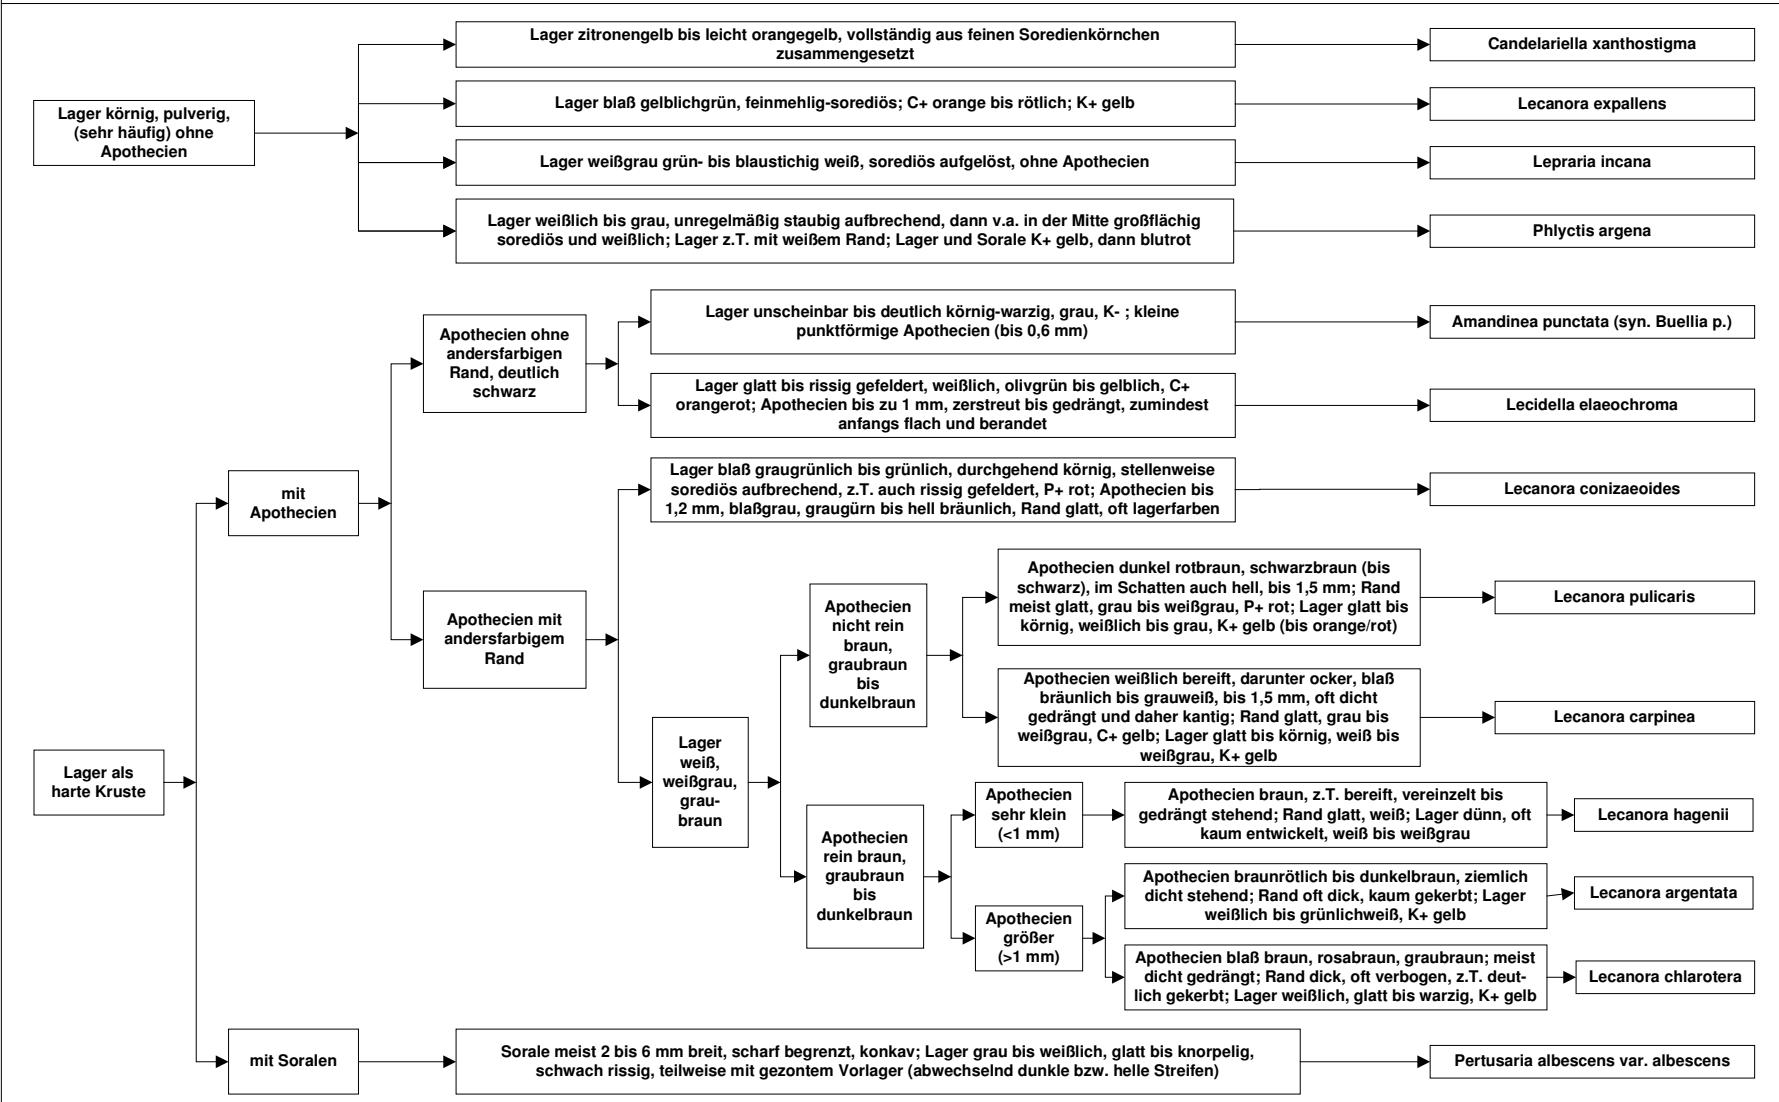 Lager zitronengelb bis leicht orangegelb, vollständig aus feinen Soredienkörnchen
zusammengesetzt
Candelariella xanthostigma
Lager körnig, pulverig,
(sehr häufig) ohne
Apothecien
Lager blaß gelblichgrün, feinmehlig-sorediös; C+ orange bis rötlich; K+ gelb
Lecanora expallens
Lager weißgrau grün- bis blaustichig weiß, sorediös aufgelöst, ohne Apothecien
Lepraria incana
Lager weißlich bis grau, unregelmäßig staubig aufbrechend, dann v.a. in der Mitte großflächig
sorediös und weißlich; Lager z.T. mit weißem Rand; Lager und Sorale K+ gelb, dann blutrot
Phlyctis argena
Apothecien ohne
andersfarbigen
Rand, deutlich
schwarz
Lager unscheinbar bis deutlich körnig-warzig, grau, K- ; kleine
punktförmige Apothecien (bis 0,6 mm)
Amandinea punctata (syn. Buellia p.)
Lager glatt bis rissig gefeldert, weißlich, olivgrün bis gelblich, C+
orangerot; Apothecien bis zu 1 mm, zerstreut bis gedrängt, zumindest
anfangs flach und berandet
Lecidella elaeochroma
mit
Apothecien
Lager blaß graugrünlich bis grünlich, durchgehend körnig, stellenweise
sorediös aufbrechend, z.T. auch rissig gefeldert, P+ rot; Apothecien bis
1,2 mm, blaßgrau, graugürn bis hell bräunlich, Rand glatt, oft lagerfarben
Lecanora conizaeoides
Apothecien mit
andersfarbigem
Rand
Apothecien
nicht rein
braun,
graubraun
bis
dunkelbraun
Apothecien dunkel rotbraun, schwarzbraun (bis
schwarz), im Schatten auch hell, bis 1,5 mm; Rand
meist glatt, grau bis weißgrau, P+ rot; Lager glatt bis
körnig, weißlich bis grau, K+ gelb (bis orange/rot)
Lecanora pulicaris
Apothecien weißlich bereift, darunter ocker, blaß
bräunlich bis grauweiß, bis 1,5 mm, oft dicht
gedrängt und daher kantig; Rand glatt, grau bis
weißgrau, C+ gelb; Lager glatt bis körnig, weiß bis
weißgrau, K+ gelb
Lecanora carpinea
Lager als
harte Kruste
Lager
weiß,
weißgrau,
grau-
braun
Apothecien
rein braun,
graubraun
bis
dunkelbraun
Apothecien
sehr klein
(<1 mm)
Apothecien braun, z.T. bereift, vereinzelt bis
gedrängt stehend; Rand glatt, weiß; Lager dünn, oft
kaum entwickelt, weiß bis weißgrau
Lecanora hagenii
Apothecien
größer
(>1 mm)
Apothecien braunrötlich bis dunkelbraun, ziemlich
dicht stehend; Rand oft dick, kaum gekerbt; Lager
weißlich bis grünlichweiß, K+ gelb
Lecanora argentata
Apothecien blaß braun, rosabraun, graubraun; meist
dicht gedrängt; Rand dick, oft verbogen, z.T. deut-
lich gekerbt; Lager weißlich, glatt bis warzig, K+ gelb
Lecanora chlarotera
mit Soralen
Sorale meist 2 bis 6 mm breit, scharf begrenzt, konkav; Lager grau bis weißlich, glatt bis knorpelig,
schwach rissig, teilweise mit gezontem Vorlager (abwechselnd dunkle bzw. helle Streifen)
Pertusaria albescens var. albescens